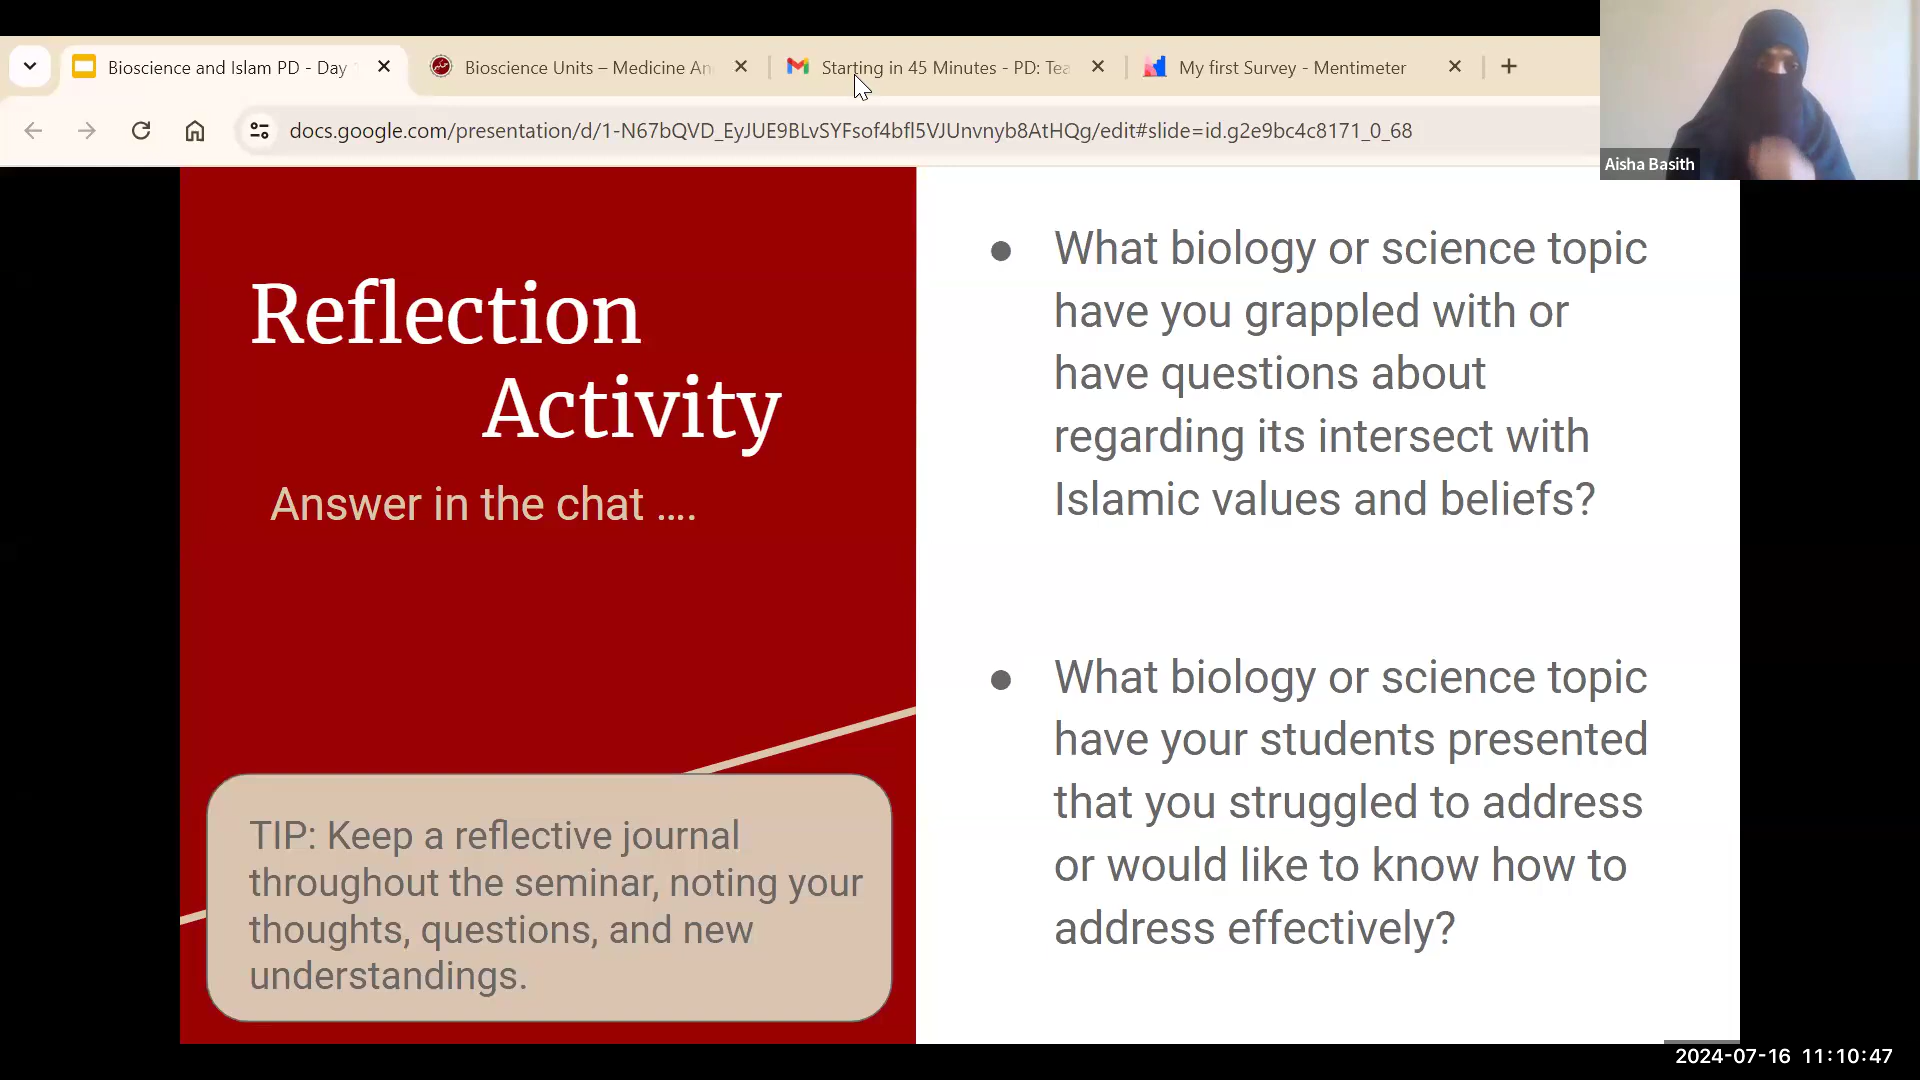 Bioscience and Islam PD - Day
Bioscience Units – Medicine An
Starting in 45 Minutes - PD: Tea
My first Survey - Mentimeter
docs.google.com/presentation/d/1-N67bQVD_EyJUE9BLvSYFsof4bfl5VJUnvnyb8AtHQg/edit#slide=id.g2e9bc4c8171_0_68
Aisha Basith
Reflection
Activity
Answer in the chat ....
TIP: Keep a reflective journal
throughout the seminar, noting your
thoughts, questions, and new
understandings.
● What biology or science topic
have you grappled with or
have questions about
regarding its intersect with
Islamic values and beliefs?
● What biology or science topic
have your students presented
that you struggled to address
or would like to know how to
address effectively?
2024-07-16 11:10:47